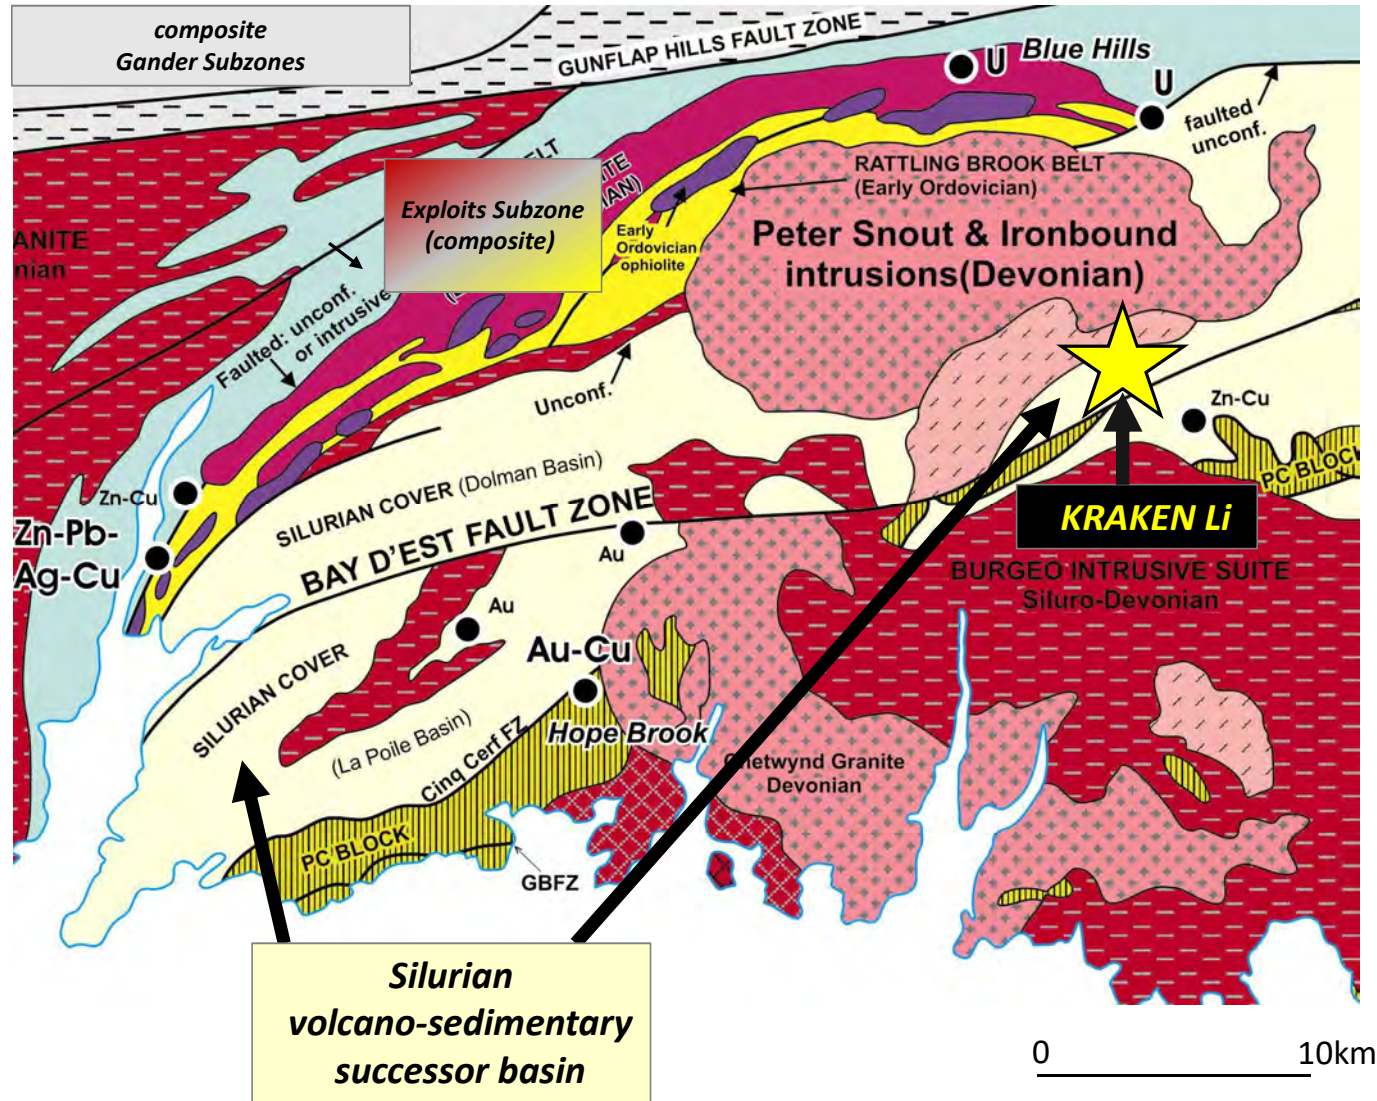 composite
Gander Subzones
GUNFLAP HILLS FAULT ZONE
U
Blue Hills
U
faulted
unconf.
RATTLING BROOK BELT
(Early Ordovician)
Exploits Subzone
(composite)
Early
Ordovician
ophiolite
Peter Snout & Ironbound
intrusions(Devonian)
Faulted: unconf.
or intrusive
Unconf.
Zn-Cu
PC BLOCK
KRAKEN Li
Zn-Cu
Zn-Pb-
Ag-Cu
SILURIAN COVER (Dolman Basin)
BAY D'EST FAULT ZONE
Au
BURGEO INTRUSIVE SUITE
Siluro-Devonian
Au
Au-Cu
SILURIAN COVER
(La Poile Basin)
Hope Brook
Cinq Cerf FZ
Chetwynd Granite
Devonian
PC BLOCK
GBFZ
Silurian
volcano-sedimentary
successor basin
0 10km